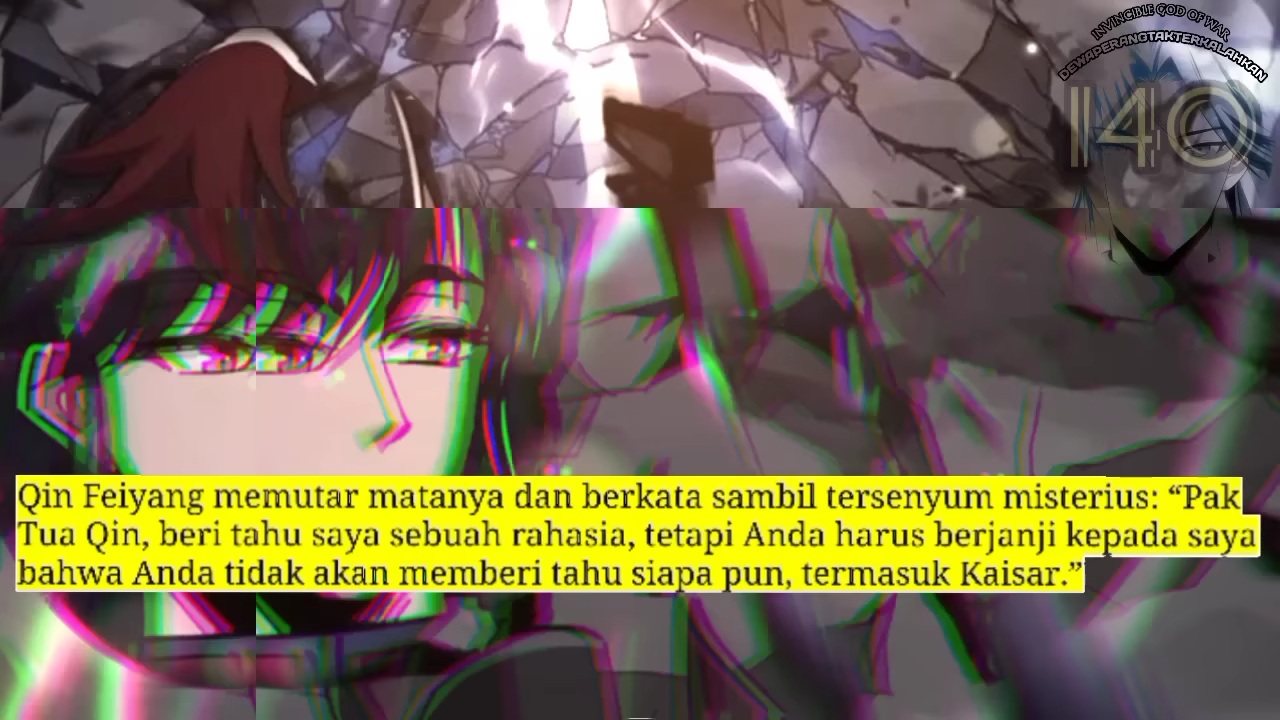 INVINCIBLE GOD OF WAR
DEWAPERANGTAKTERKALAHKAN
140
Qin Feiyang memutar matanya dan berkata sambil tersenyum misterius: “Pak
Tua Qin, beri tahu saya sebuah rahasia, tetapi Anda harus berjanji kepada saya
bahwa Anda tidak akan memberi tahu siapa pun, termasuk Kaisar.”